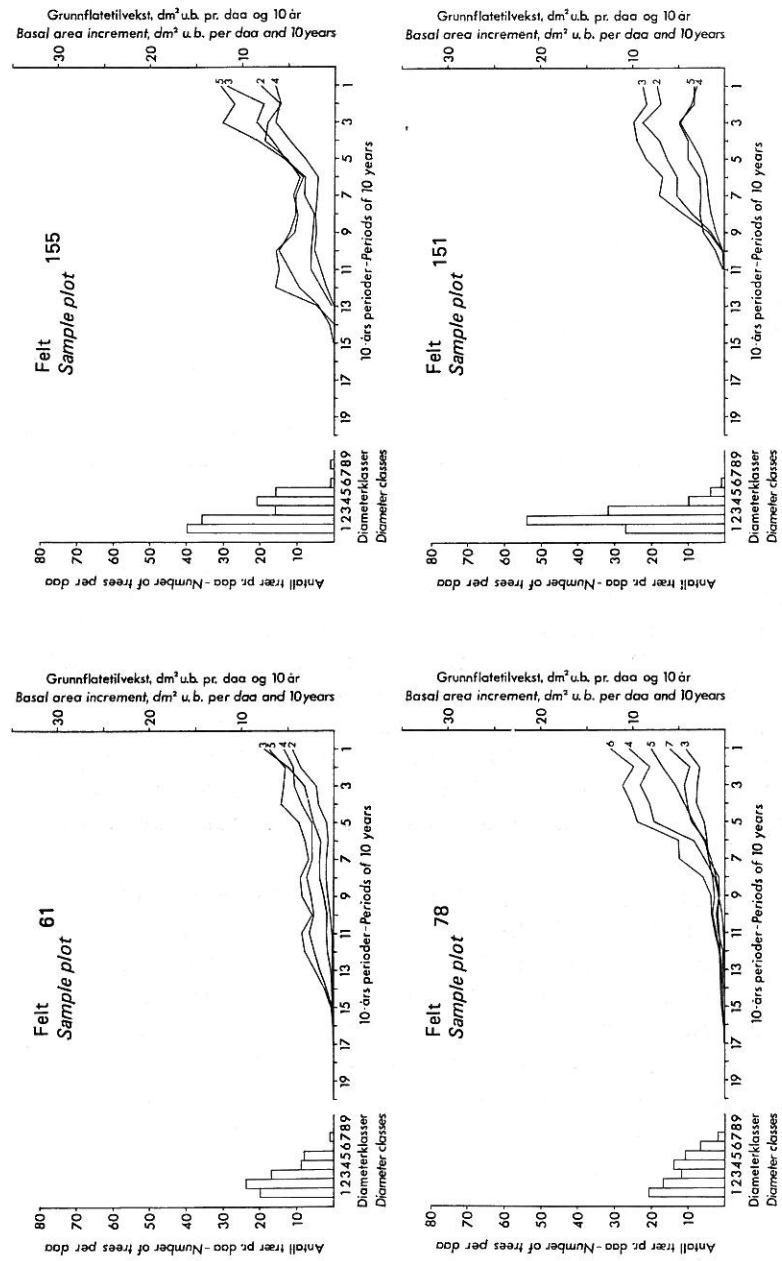 Grunnflatetilvekst, dm² u.b. pr. daa og 10 år
Basal area increment, dm² u.b. per daa and 10 years
30
20
10
Felt
Sample plot 61
3
5
4
2
19 17 15 13 11 9 7 5 3 1
10-års perioder-Periods of 10 years
80
70
60
50
40
30
20
10
123456789
Diameterklasser
Diameter classes
Antall trær pr. daa - Number of trees per daa
Grunnflatetilvekst, dm² u.b. pr. daa og 10 år
Basal area increment, dm² u.b. per daa and 10 years
30
20
10
Felt
Sample plot 155
5
3
2
4
19 17 15 13 11 9 7 5 3 1
10-års perioder-Periods of 10 years
80
70
60
50
40
30
20
10
123456789
Diameterklasser
Diameter classes
Antall trær pr. daa - Number of trees per daa
Grunnflatetilvekst, dm² u.b. pr. daa og 10 år
Basal area increment, dm² u.b. per daa and 10 years
30
20
10
Felt
Sample plot 78
6
4
5
7
3
19 17 15 13 11 9 7 5 3 1
10-års perioder-Periods of 10 years
80
70
60
50
40
30
20
10
123456789
Diameterklasser
Diameter classes
Antall trær pr. daa - Number of trees per daa
Grunnflatetilvekst, dm² u.b. pr. daa og 10 år
Basal area increment, dm² u.b. per daa and 10 years
30
20
10
Felt
Sample plot 151
3
2
5
4
19 17 15 13 11 9 7 5 3 1
10-års perioder-Periods of 10 years
80
70
60
50
40
30
20
10
123456789
Diameterklasser
Diameter classes
Antall trær pr. daa - Number of trees per daa